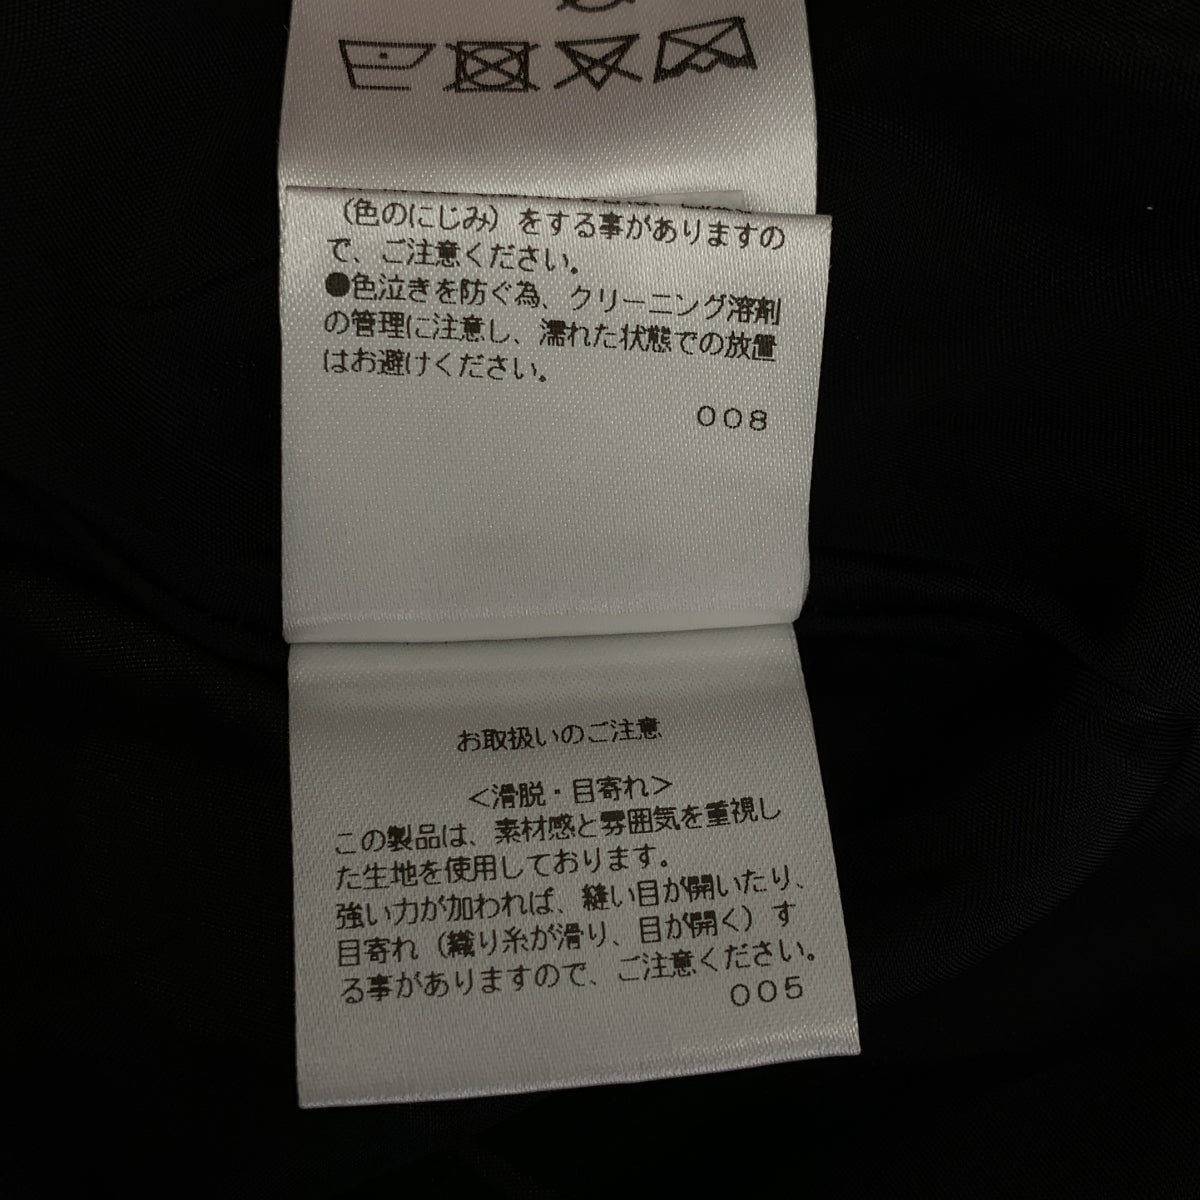 （色のにじみ）をする事がありますの
で、ご注意ください。
●色泣きを防ぐ為、クリーニング溶剤
の管理に注意し、濡れた状態での放置
はお避けください。
008
お取扱いのご注意
＜滑脱・目寄れ＞
この製品は、素材感と雰囲気を重視し
た生地を使用しております。
強い力が加われば、縫い目が開いたり、
目寄れ（織り糸が滑り、目が開く）す
る事がありますので、ご注意ください。
005